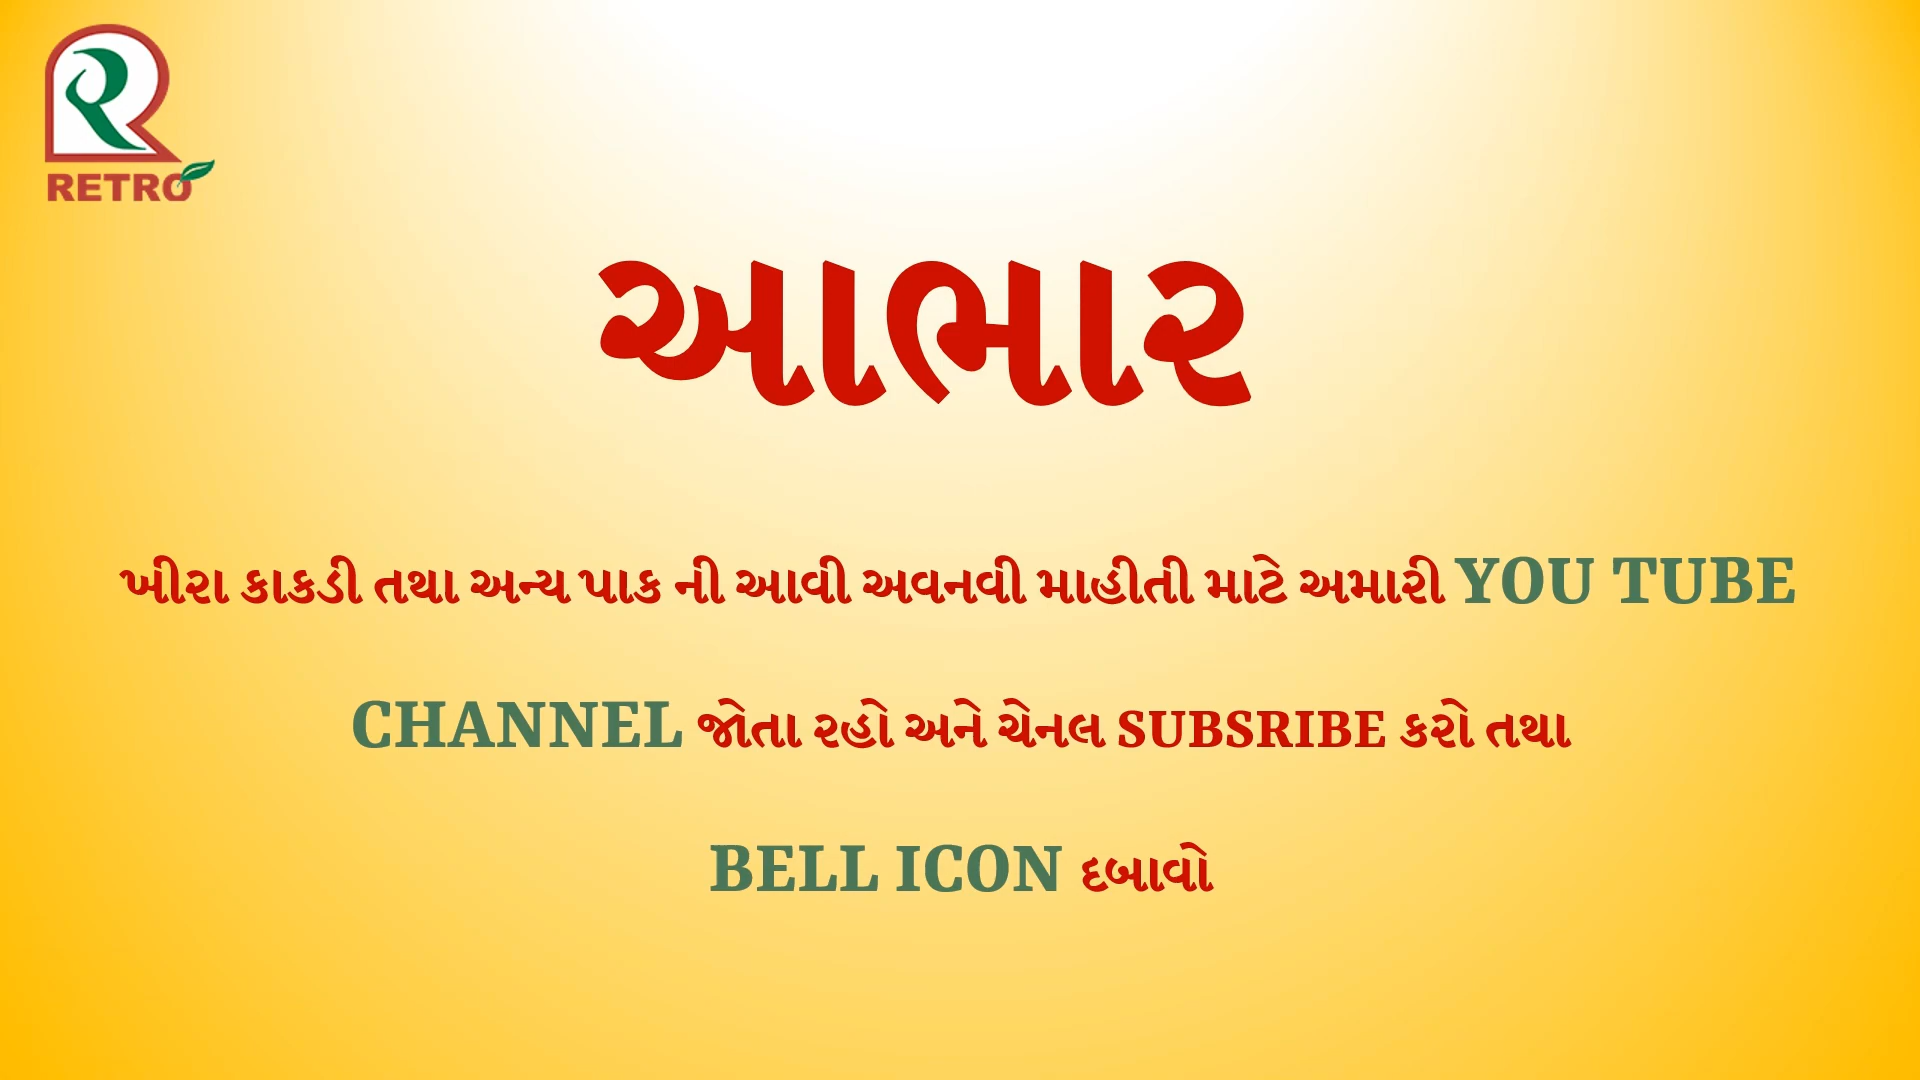 RETRO
આભાર
ખીરા કાકડી તથા અન્ય પાક ની આવી અવનવી માહીતી માટે અમારી YOU TUBE
CHANNEL જોતા રહો અને ચેનલ SUBSRIBE કરો તથા
BELL ICON દબાવો